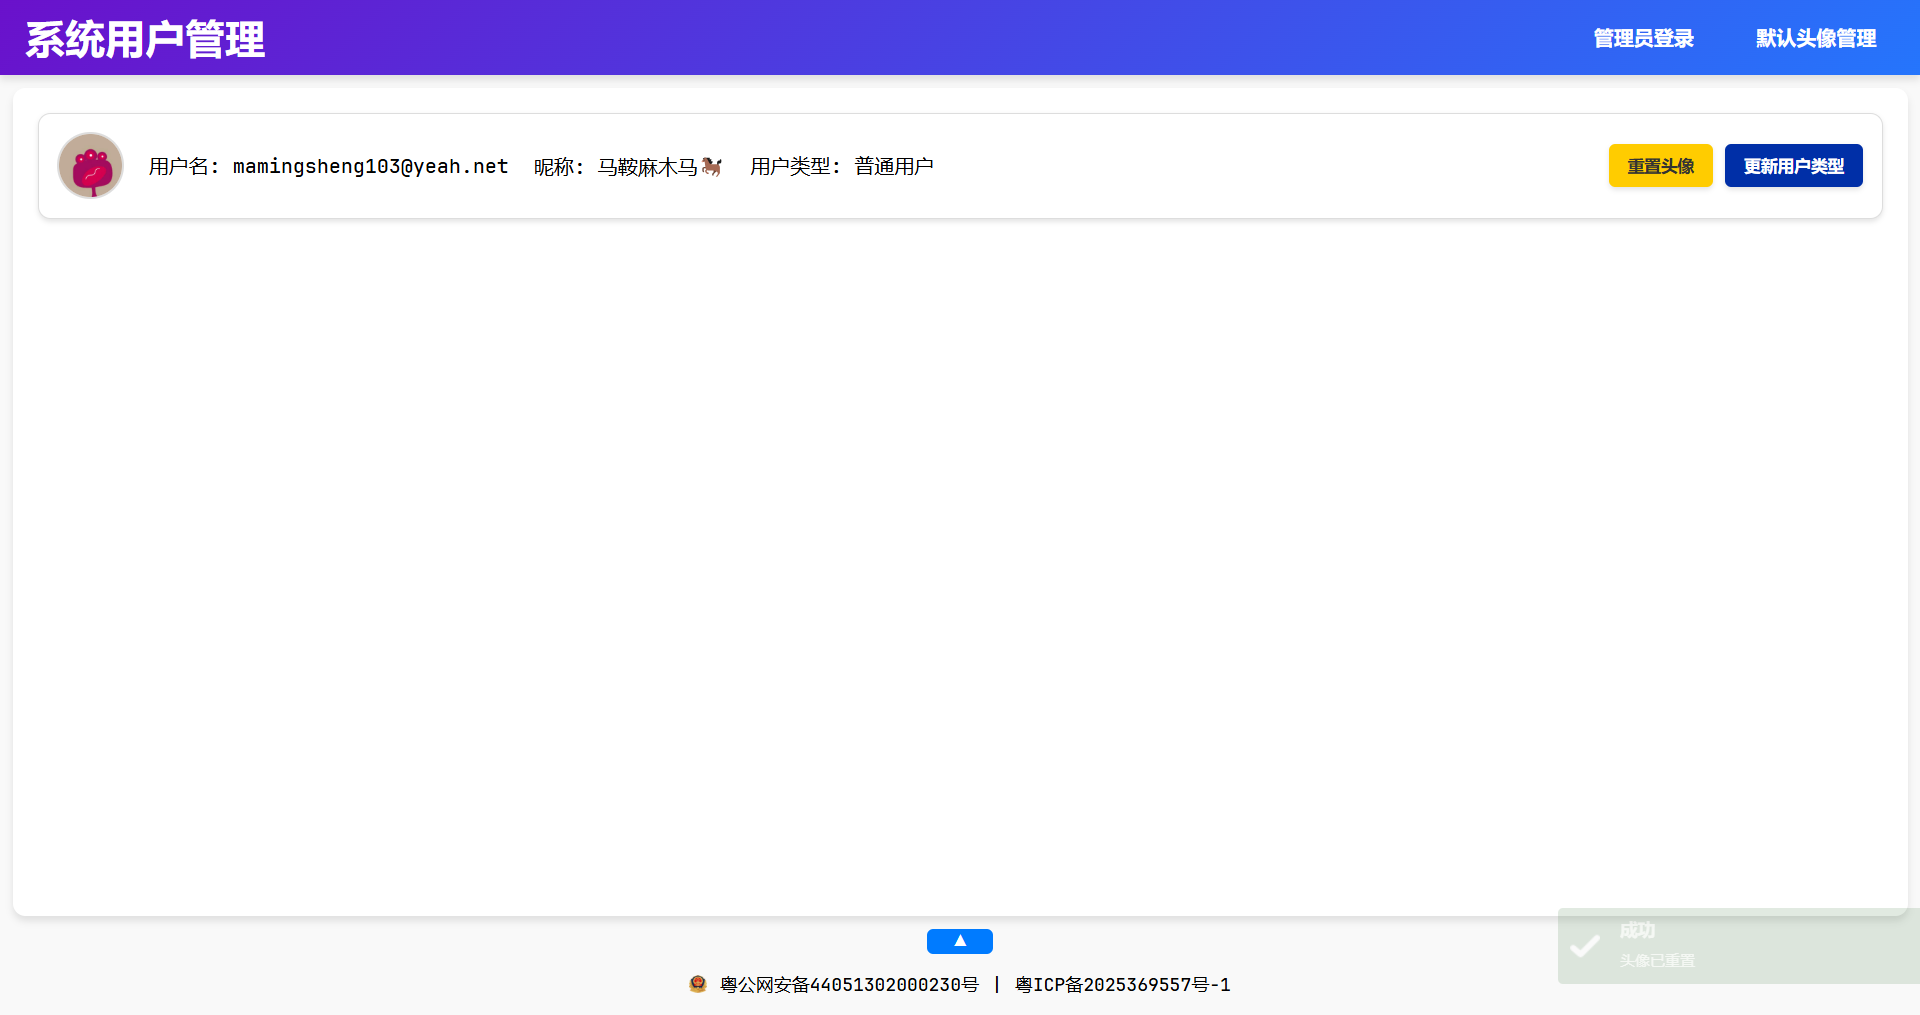 系统用户管理
管理员登录
默认头像管理
用户名: mamingsheng103@yeah.net 昵称: 马鞍麻木马🐎 用户类型: 普通用户
重置头像
更新用户类型
▲
成功
头像已重置
粤公网安备44051302000230号 | 粤ICP备2025369557号-1